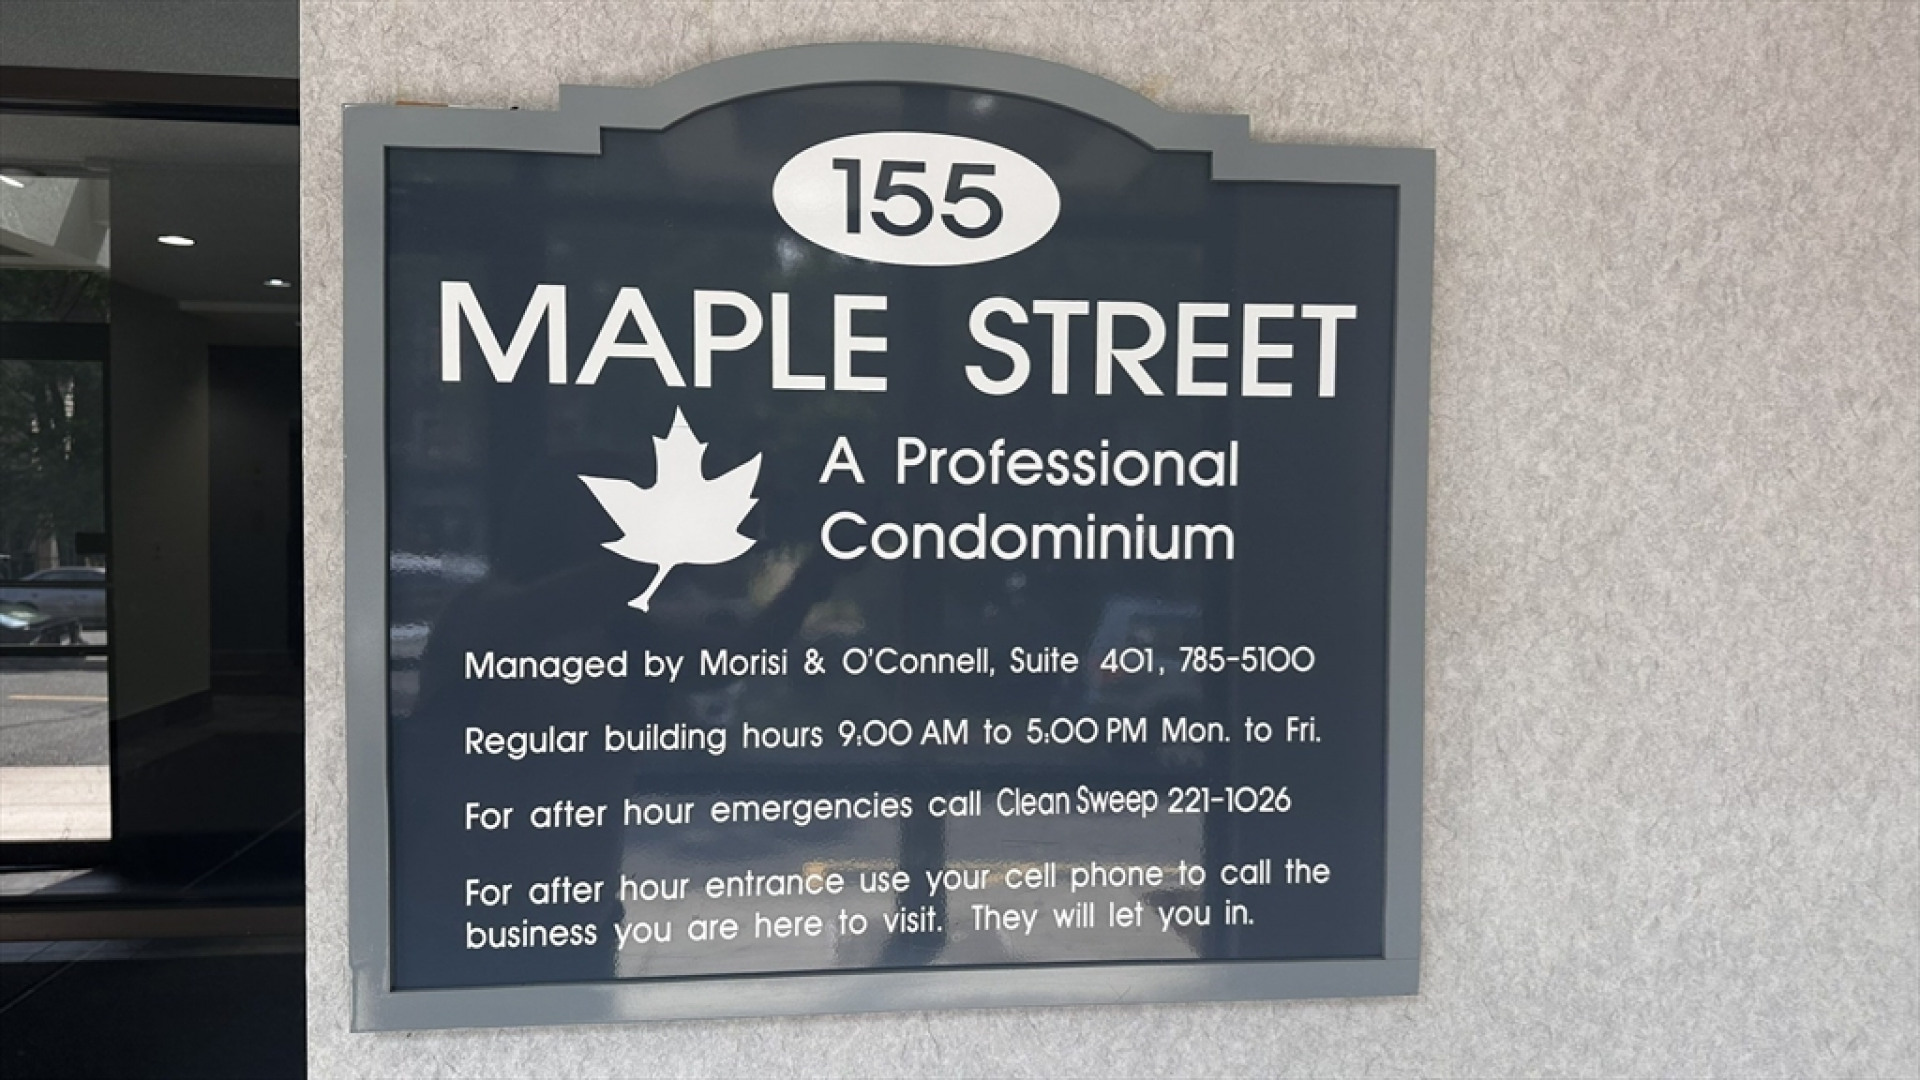 155
MAPLE STREET
A Professional
Condominium
Managed by Morisi & O'Connell, Suite 401, 785-5100
Regular building hours 9:00 AM to 5:00 PM Mon. to Fri.
For after hour emergencies call Clean Sweep 221-1026
For after hour entrance use your cell phone to call the
business you are here to visit. They will let you in.